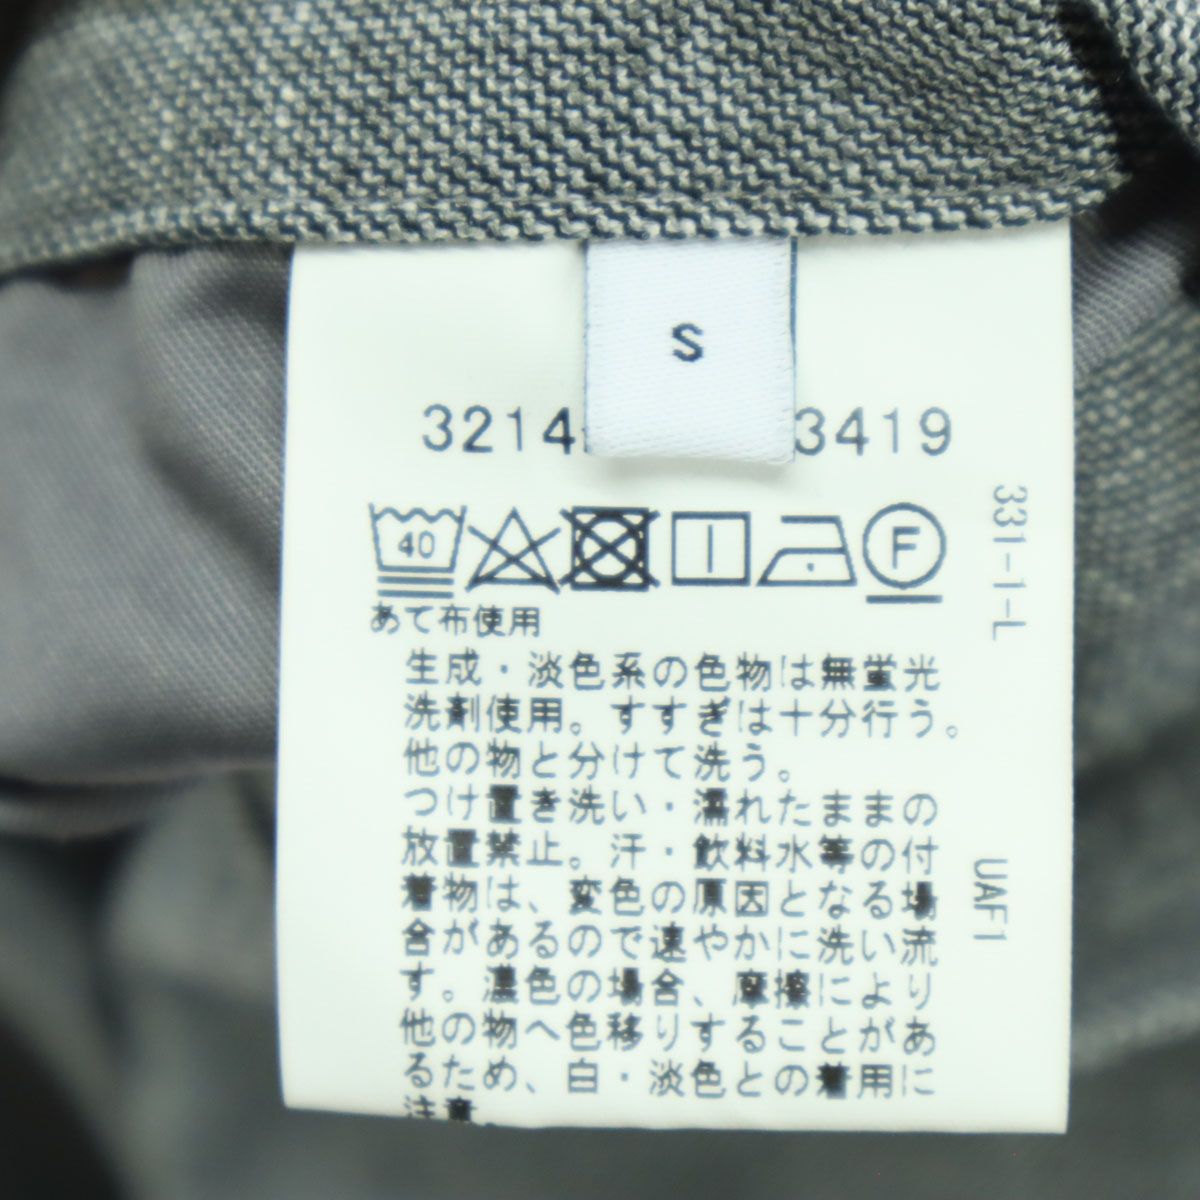 S
3214 3419
40
F
あて布使用
生成・淡色系の色物は無蛍光
洗剤使用。すすぎは十分行う。
他の物と分けて洗う。
つけ置き洗い・濡れたままの
放置禁止。汗・飲料水等の付
着物は、変色の原因となる場
合があるので速やかに洗い流
す。濃色の場合、摩擦により
他の物へ色移りすることがあ
るため、白・淡色との着用に
注意
331-1-L
UAF1